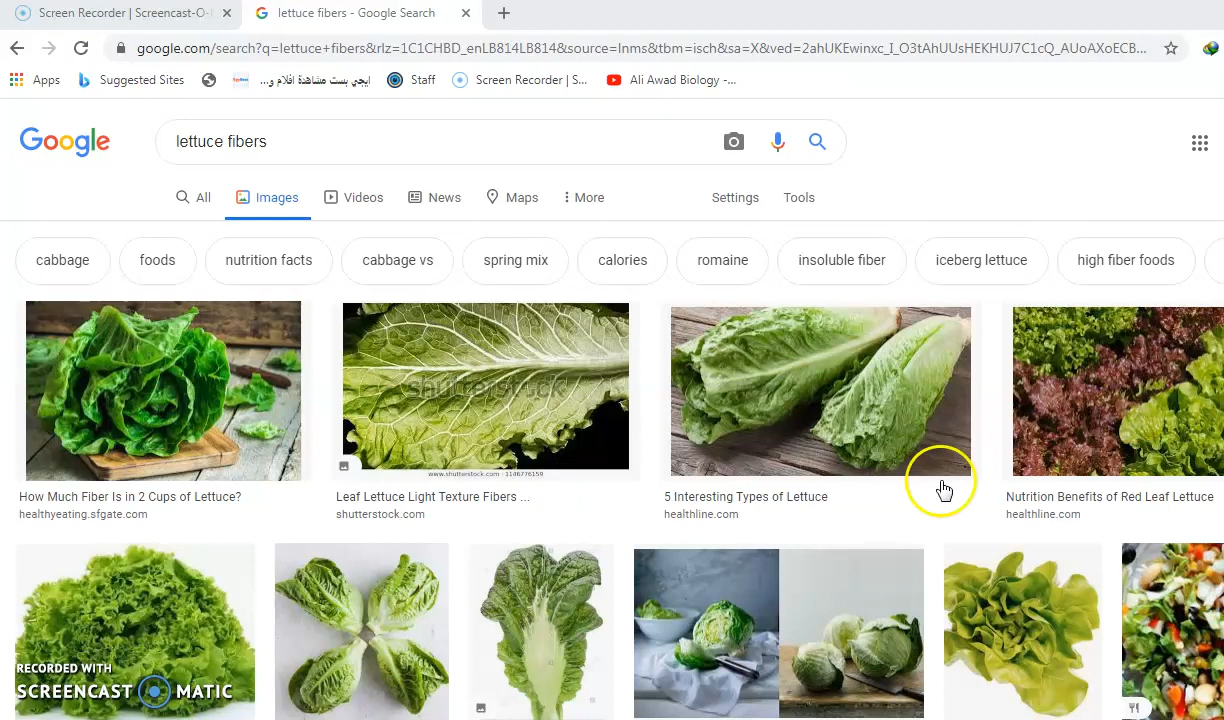 Screen Recorder | Screencast-O-
lettuce fibers - Google Search
google.com/search?q=lettuce+fibers&rlz=1C1CHBD_enLB814LB814&source=lnms&tbm=isch&sa=X&ved=2ahUKEwinxc_I_O3tAhUUsHEKHUJ7C1cQ_AUoAXoECB...
Apps
Suggested Sites
ايجي بست مشاهدة افلام و...
Staff
Screen Recorder | S...
Ali Awad Biology -...
Google
lettuce fibers
All
Images
Videos
News
Maps
More
Settings
Tools
cabbage
foods
nutrition facts
cabbage vs
spring mix
calories
romaine
insoluble fiber
iceberg lettuce
high fiber foods
shutterstock
www.shutterstock.com · 1146776159
How Much Fiber Is in 2 Cups of Lettuce?
healthyeating.sfgate.com
Leaf Lettuce Light Texture Fibers ...
shutterstock.com
5 Interesting Types of Lettuce
healthline.com
Nutrition Benefits of Red Leaf Lettuce
healthline.com
RECORDED WITH
SCREENCAST MATIC